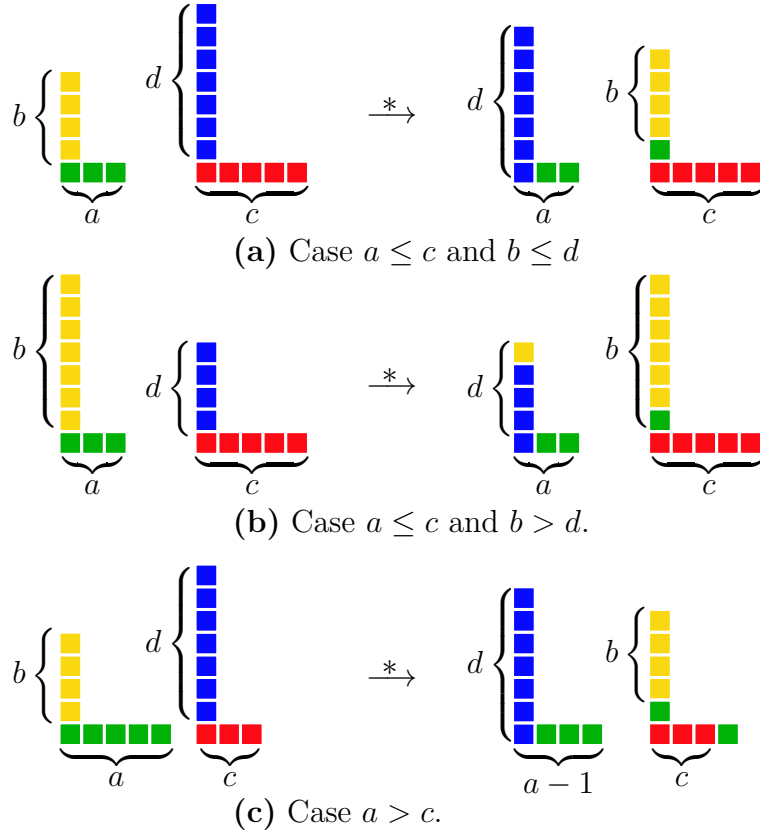 b d * → d b
a c a c
(a) Case a ≤ c and b ≤ d
b d * → d b
a c a c
(b) Case a ≤ c and b > d.
b d * → d b
a c a − 1 c
(c) Case a > c.